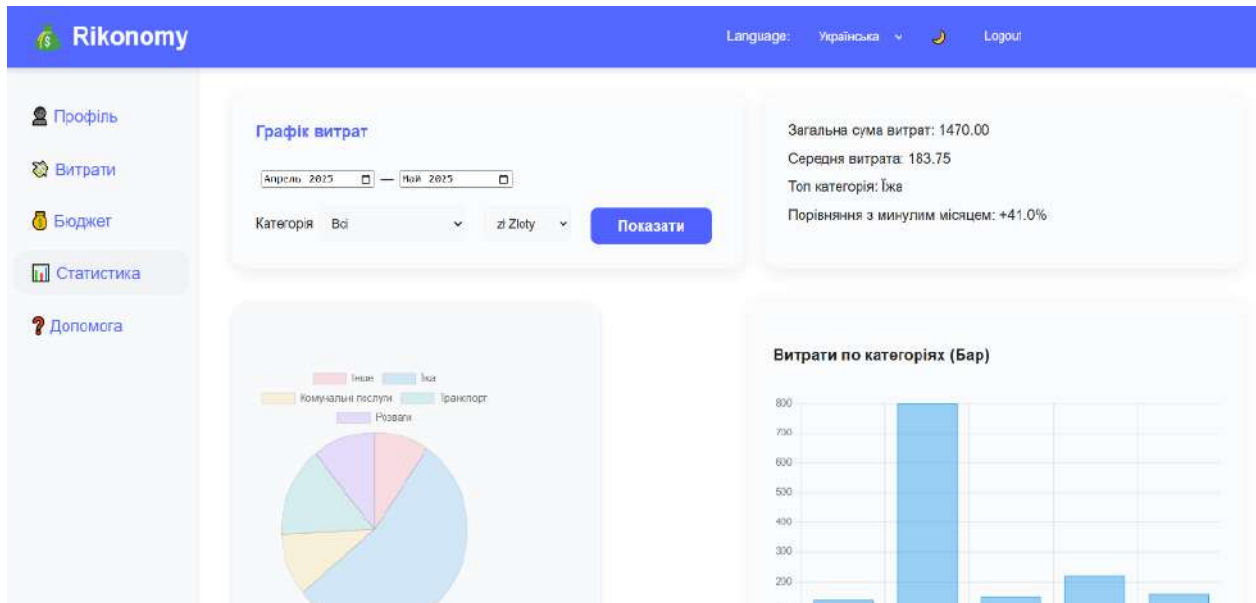 Rikonomy
Language: Українська Logout
Профіль
Витрати
Бюджет
Статистика
Допомога
Графік витрат
Апрель 2025 — Май 2025
Категорія Всі zł Zloty Показати
Загальна сума витрат: 1470.00
Середня витрата: 183.75
Топ категорія: Їжа
Порівняння з минулим місяцем: +41.0%
Інше Їжа
Комунальні послуги Транспорт
Розваги
Витрати по категоріях (Бар)
800
700
600
500
400
300
200